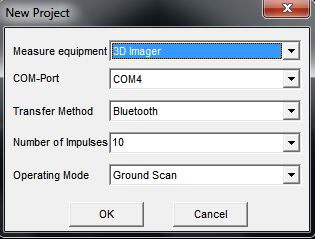 New Project
Measure equipment 3D Imager
COM-Port COM4
Transfer Method Bluetooth
Number of Impulses 10
Operating Mode Ground Scan
OK Cancel